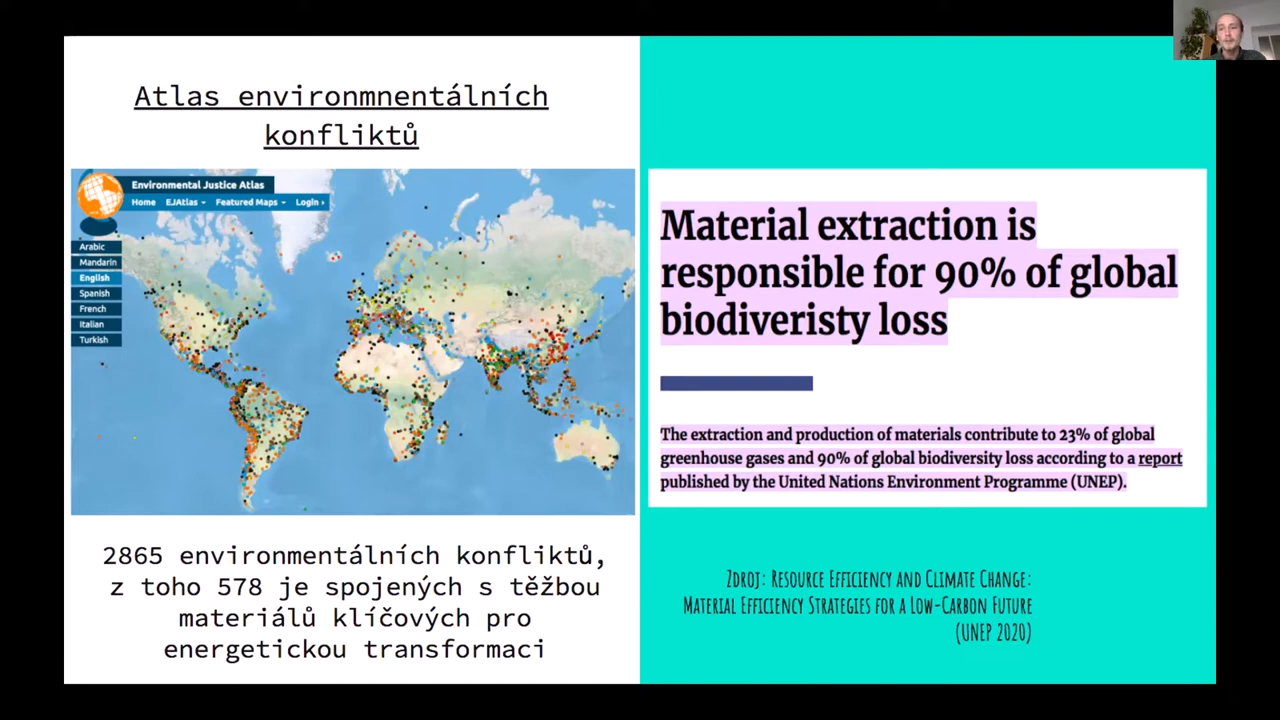 Atlas environmnentálních
konfliktů
Environmental Justice Atlas
Home EJAtlas Featured Maps Login
Arabic
Mandarin
English
Spanish
French
Italian
Turkish
2865 environmentálních konfliktů,
z toho 578 je spojených s těžbou
materiálů klíčových pro
energetickou transformaci
Material extraction is
responsible for 90% of global
biodiveristy loss
The extraction and production of materials contribute to 23% of global
greenhouse gases and 90% of global biodiversity loss according to a report
published by the United Nations Environment Programme (UNEP).
Zdroj: Resource Efficiency and Climate Change:
Material Efficiency Strategies for a Low-Carbon Future
(UNEP 2020)